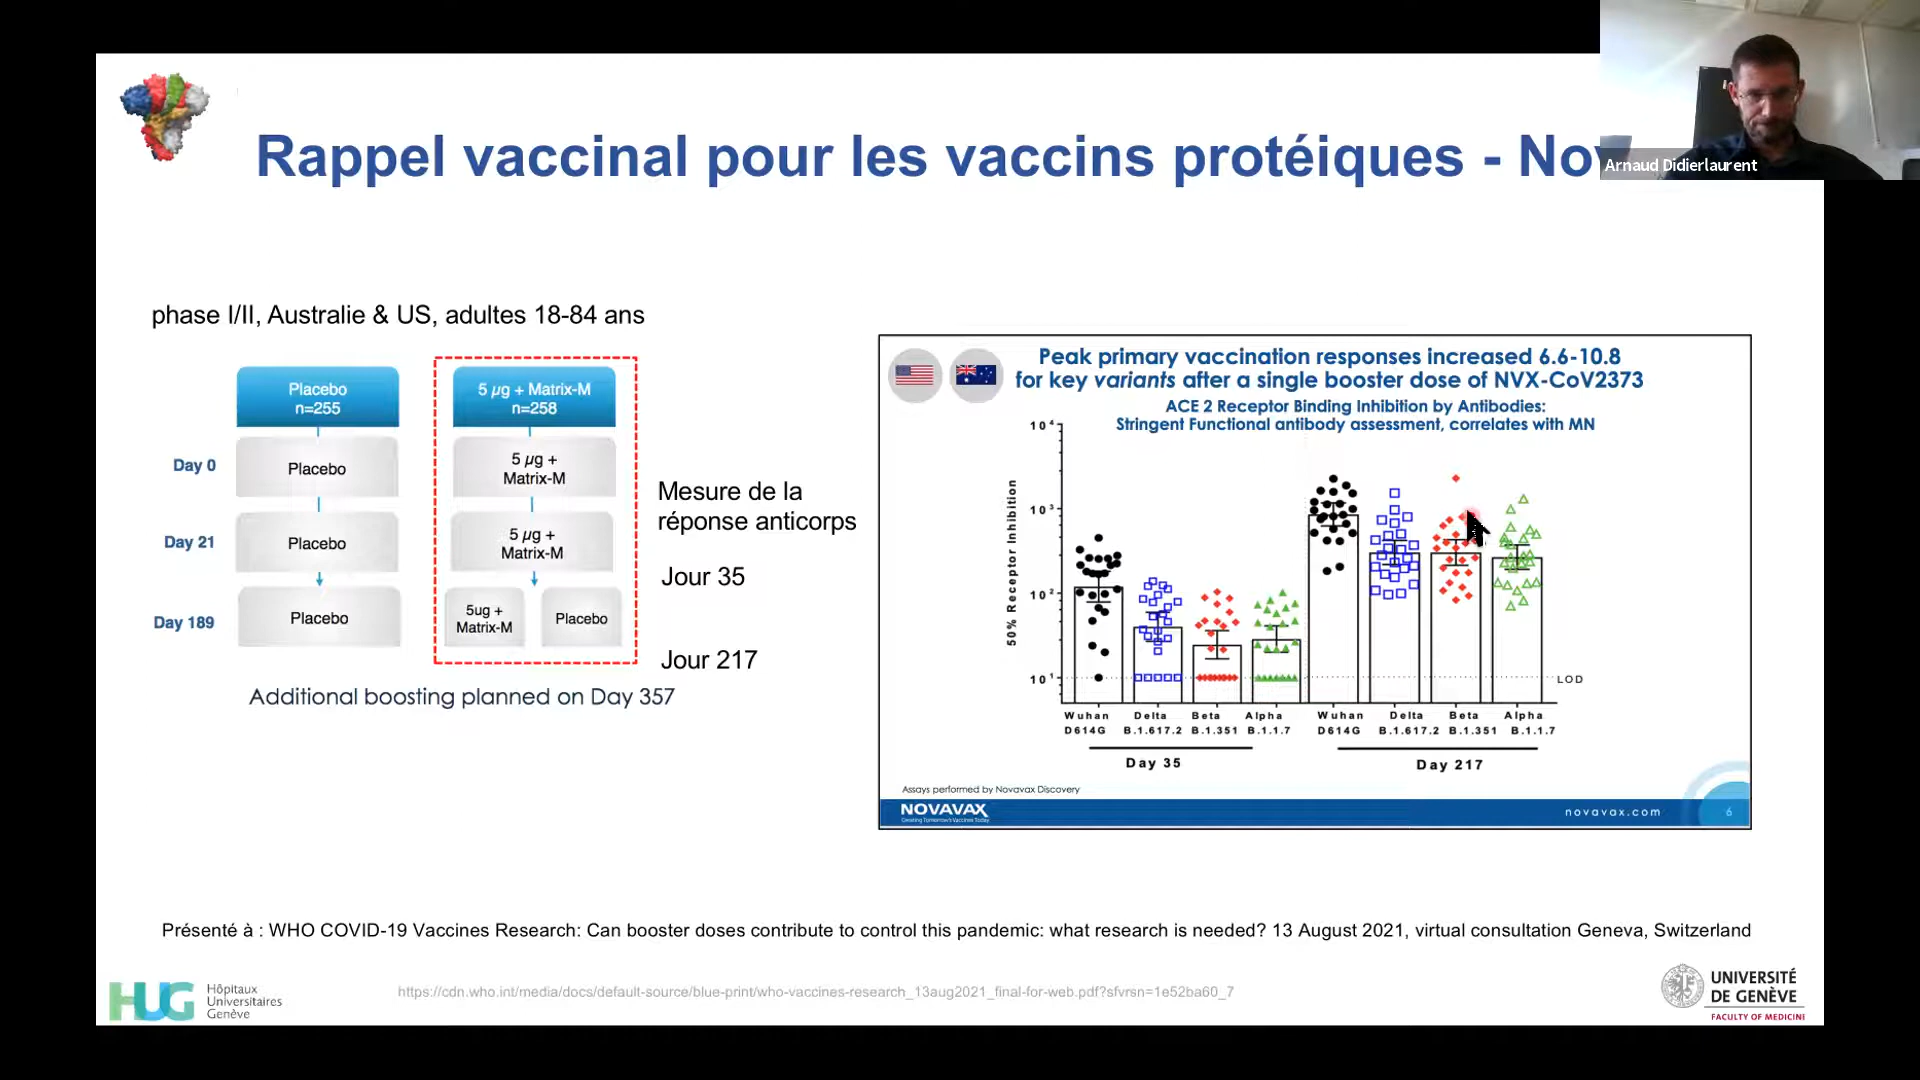 Rappel vaccinal pour les vaccins protéiques - Nov
Arnaud Didierlaurent
phase I/II, Australie & US, adultes 18-84 ans
Placebo
n=255
5 µg + Matrix-M
n=258
Day 0
Placebo
5 µg +
Matrix-M
Day 21
Placebo
5 µg +
Matrix-M
Day 189
Placebo
5ug +
Matrix-M
Placebo
Additional boosting planned on Day 357
Mesure de la
réponse anticorps
Jour 35
Jour 217
Peak primary vaccination responses increased 6.6-10.8
for key variants after a single booster dose of NVX-CoV2373
ACE 2 Receptor Binding Inhibition by Antibodies:
Stringent Functional antibody assessment, correlates with MN
50% Receptor Inhibition
10⁴
10³
10²
10¹
LOD
Wuhan Delta Beta Alpha Wuhan Delta Beta Alpha
D614G B.1.617.2 B.1.351 B.1.1.7 D614G B.1.617.2 B.1.351 B.1.1.7
Day 35 Day 217
Assays performed by Novavax Discovery
NOVAVAX
Creating Tomorrow's Vaccines Today
novavax.com 6
Présenté à : WHO COVID-19 Vaccines Research: Can booster doses contribute to control this pandemic: what research is needed? 13 August 2021, virtual consultation Geneva, Switzerland
HUG Hôpitaux
Universitaires
Genève
https://cdn.who.int/media/docs/default-source/blue-print/who-vaccines-research_13aug2021_final-for-web.pdf?sfvrsn=1e52ba60_7
UNIVERSITÉ
DE GENÈVE
FACULTY OF MEDICINE